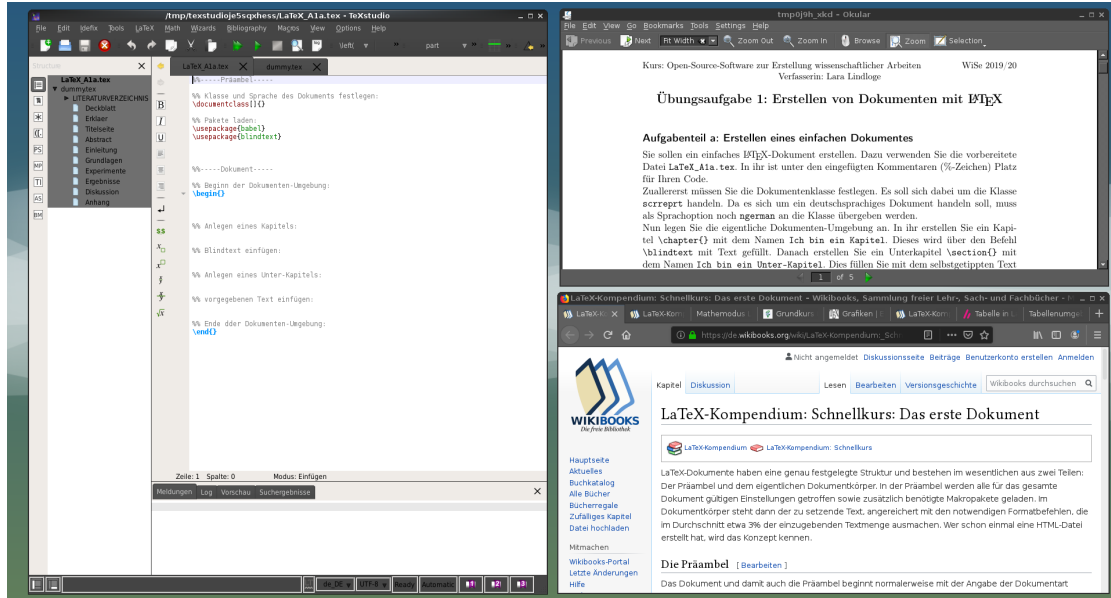 /tmp/texstudioje5sqxhess/LaTeX_A1a.tex - TeXstudio
File Edit Idefix Tools LaTeX Math Wizards Bibliography Macros View Options Help
\left( part
Structure
LaTeX_A1a.tex
dummytex
LITERATURVERZEICHNIS
Deckblatt
Erklaer
Titelseite
Abstract
Einleitung
Grundlagen
Experimente
Ergebnisse
Diskussion
Anhang
LaTeX_A1a.tex dummytex
%%-----Präambel-----
%% Klasse und Sprache des Dokuments festlegen:
\documentclass[]{}
%% Pakete laden:
\usepackage{babel}
\usepackage{blindtext}
%%-----Dokument-----
%% Beginn der Dokumenten-Umgebung:
\begin{}
%% Anlegen eines Kapitels:
%% Blindtext einfügen:
%% Anlegen eines Unter-Kapitels:
%% vorgegebenen Text einfügen:
%% Ende dder Dokumenten-Umgebung:
\end{}
Zeile: 1 Spalte: 0 Modus: Einfügen
Meldungen Log Vorschau Suchergebnisse
de_DE UTF-8 Ready Automatic 1 2 3
tmp0j9h_xkd - Okular
File Edit View Go Bookmarks Tools Settings Help
Previous Next Fit Width Zoom Out Zoom In Browse Zoom Selection
Kurs: Open-Source-Software zur Erstellung wissenschaftlicher Arbeiten WiSe 2019/20
Verfasserin: Lara Lindloge
Übungsaufgabe 1: Erstellen von Dokumenten mit LATEX
Aufgabenteil a: Erstellen eines einfachen Dokumentes
Sie sollen ein einfaches LATEX-Dokument erstellen. Dazu verwenden Sie die vorbereitete
Datei LaTeX_A1a.tex. In ihr ist unter den eingefügten Kommentaren (%-Zeichen) Platz
für Ihren Code.
Zuallererst müssen Sie die Dokumentenklasse festlegen. Es soll sich dabei um die Klasse
scrreprt handeln. Da es sich um ein deutschsprachiges Dokument handeln soll, muss
als Sprachoption noch ngerman an die Klasse übergeben werden.
Nun legen Sie die eigentliche Dokumenten-Umgebung an. In ihr erstellen Sie ein Kapi-
tel \chapter{} mit dem Namen Ich bin ein Kapitel. Dieses wird über den Befehl
\blindtext mit Text gefüllt. Danach erstellen Sie ein Unterkapitel \section{} mit
dem Namen Ich bin ein Unter-Kapitel. Dies füllen Sie mit dem selbstgetippten Text
1 of 5
LaTeX-Kompendium: Schnellkurs: Das erste Dokument – Wikibooks, Sammlung freier Lehr-, Sach- und Fachbücher - M
LaTeX-K LaTeX-Kom Mathemodus Grundkurs Grafiken | LaTeX-Kom Tabelle in L Tabellenumge
https://de.wikibooks.org/wiki/LaTeX-Kompendium:_Sch
Nicht angemeldet Diskussionsseite Beiträge Benutzerkonto erstellen Anmelden
Kapitel Diskussion Lesen Bearbeiten Versionsgeschichte Wikibooks durchsuchen
WIKIBOOKS
Die freie Bibliothek
LaTeX-Kompendium: Schnellkurs: Das erste Dokument
LaTeX-Kompendium LaTeX-Kompendium: Schnellkurs
Hauptseite
Aktuelles
Buchkatalog
Alle Bücher
Bücherregale
Zufälliges Kapitel
Datei hochladen
Mitmachen
Wikibooks-Portal
Letzte Änderungen
Hilfe
LaTeX-Dokumente haben eine genau festgelegte Struktur und bestehen im wesentlichen aus zwei Teilen:
Der Präambel und dem eigentlichen Dokumentkörper. In der Präambel werden alle für das gesamte
Dokument gültigen Einstellungen getroffen sowie zusätzlich benötigte Makropakete geladen. Im
Dokumentkörper steht dann der zu setzende Text, angereichert mit den notwendigen Formatbefehlen, die
im Durchschnitt etwa 3% der einzugebenden Textmenge ausmachen. Wer schon einmal eine HTML-Datei
erstellt hat, wird das Konzept kennen.
Die Präambel [ Bearbeiten ]
Das Dokument und damit auch die Präambel beginnt normalerweise mit der Angabe der Dokumentart